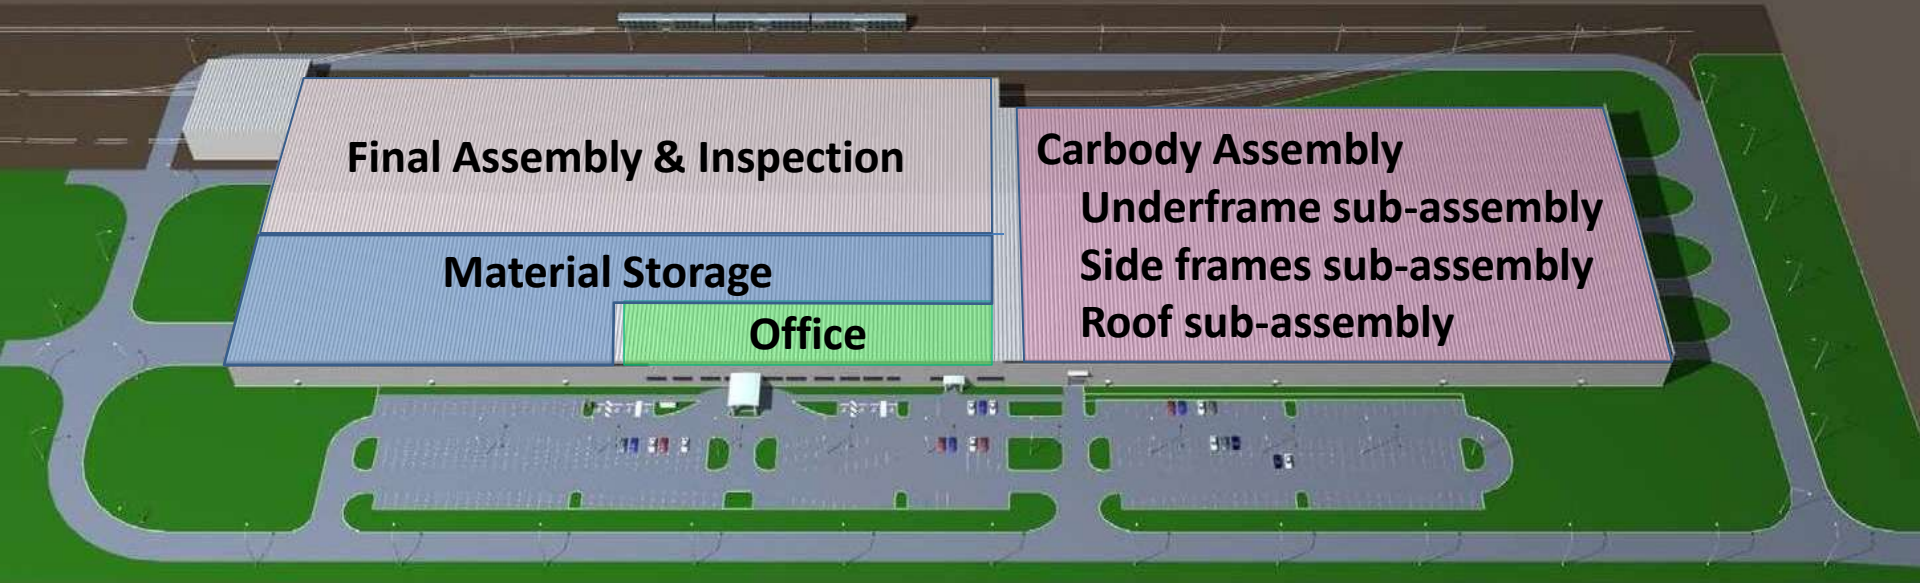 Final Assembly & Inspection
Material Storage
Office
Carbody Assembly
Underframe sub-assembly
Side frames sub-assembly
Roof sub-assembly